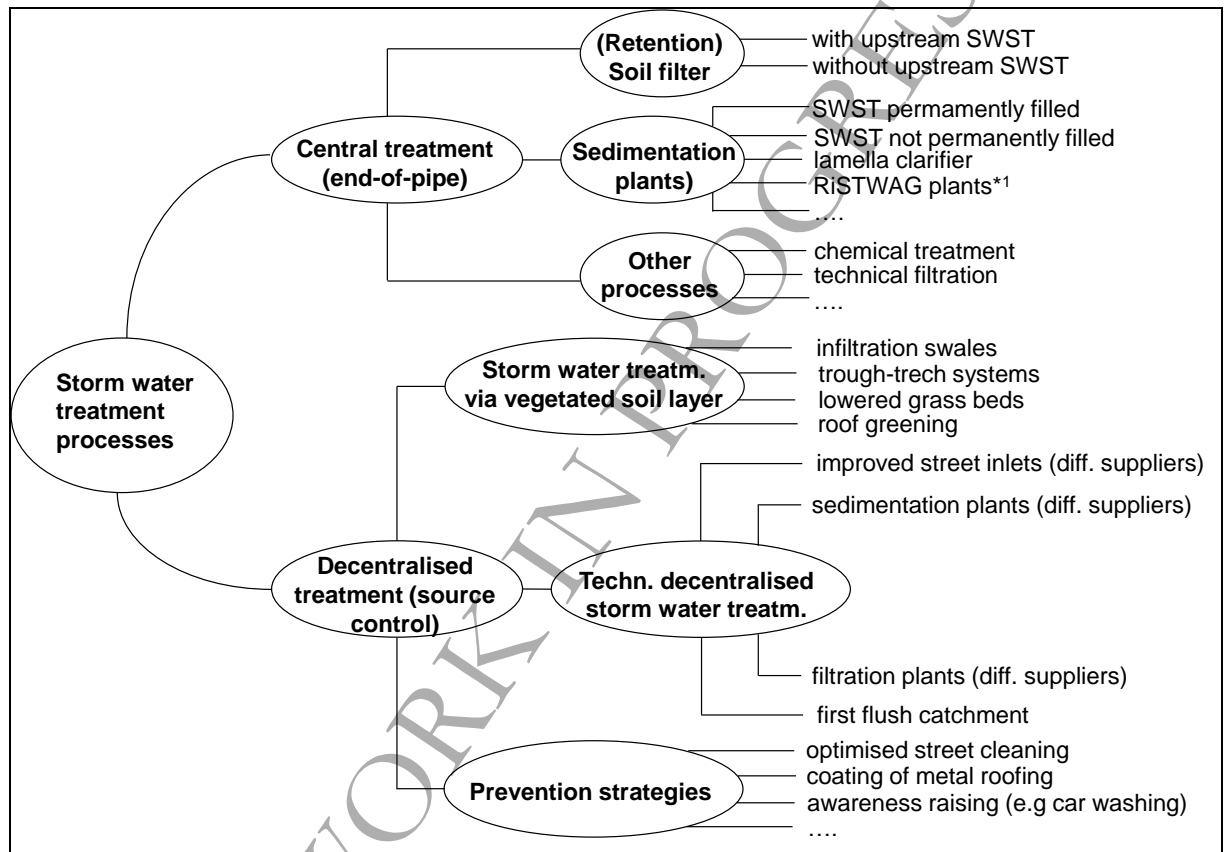 Storm water
treatment
processes
Central treatment
(end-of-pipe)
(Retention)
Soil filter
with upstream SWST
without upstream SWST
Sedimentation
plants)
SWST permamently filled
SWST not permanently filled
lamella clarifier
RiSTWAG plants*¹
....
Other
processes
chemical treatment
technical filtration
....
Decentralised
treatment (source
control)
Storm water treatm.
via vegetated soil layer
infiltration swales
trough-trech systems
lowered grass beds
roof greening
Techn. decentralised
storm water treatm.
improved street inlets (diff. suppliers)
sedimentation plants (diff. suppliers)
filtration plants (diff. suppliers)
first flush catchment
Prevention strategies
optimised street cleaning
coating of metal roofing
awareness raising (e.g car washing)
....
WORK IN PROGRES